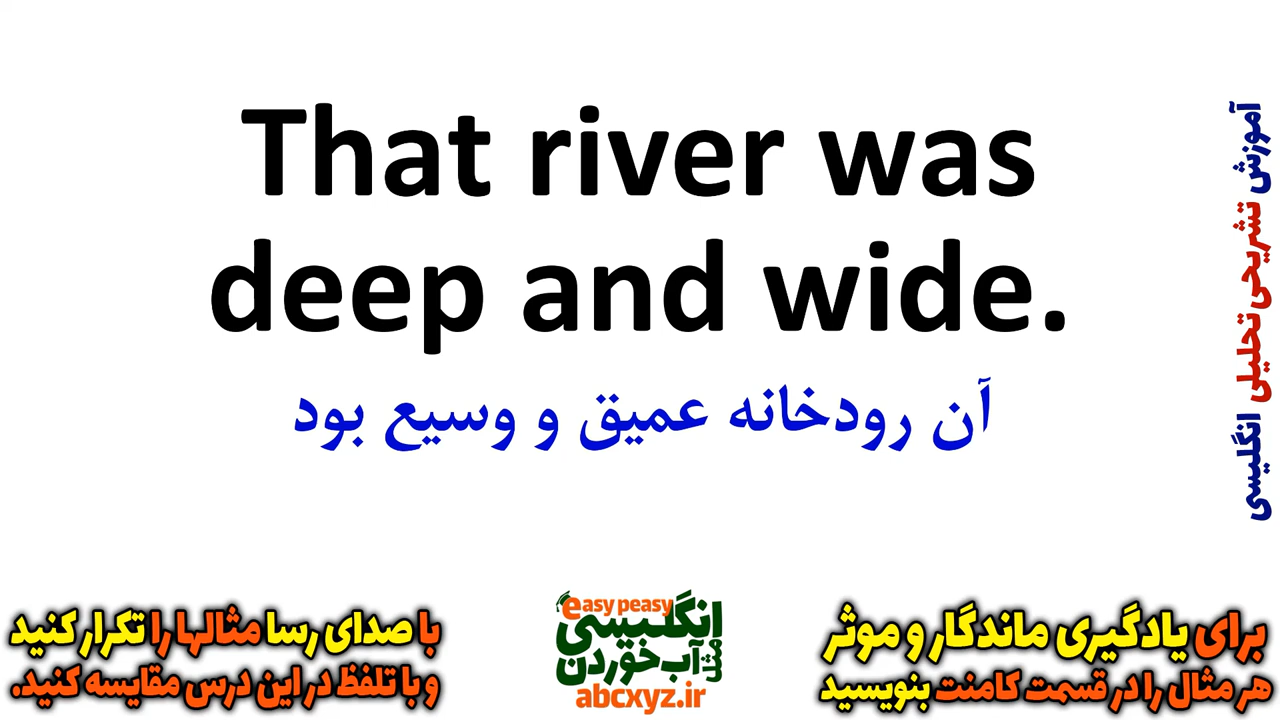 That river was
deep and wide.
آن رودخانه عمیق و وسیع بود
آموزش تشریحی تحلیلی انگلیسی
برای یادگیری ماندگار و موثر
هر مثال را در قسمت کامنت بنویسید
easy peasy
انگلیسی
مثل آب خوردن
abcxyz.ir
با صدای رسا مثالها را تکرار کنید
و با تلفظ در این درس مقایسه کنید.